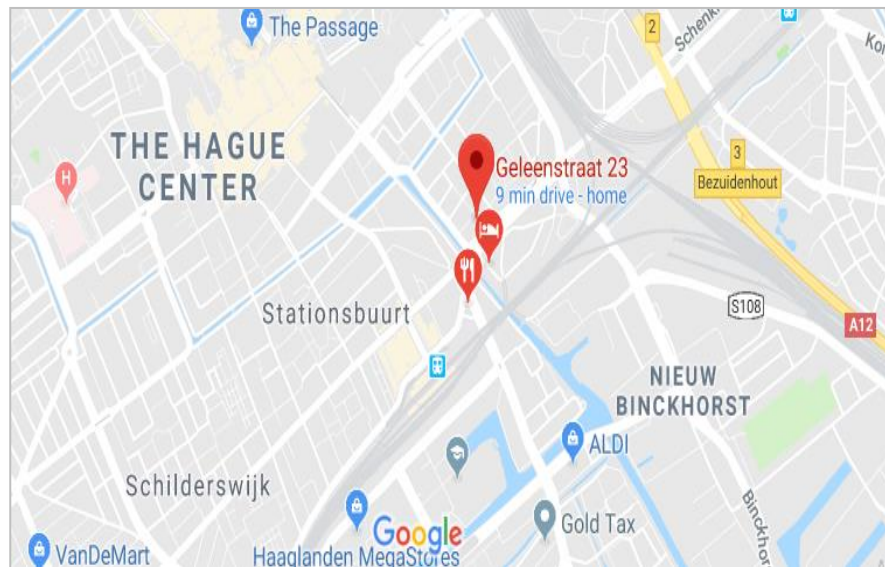 The Passage
2
Schenk
Kor
THE HAGUE
CENTER
H
3
Bezuidenhout
Geleenstraat 23
9 min drive - home
Stationsbuurt
S108
A12
NIEUW
BINCKHORST
ALDI
Schilderswijk
Gold Tax
Binckhor
Google
VanDeMart
Haaglanden MegaStores